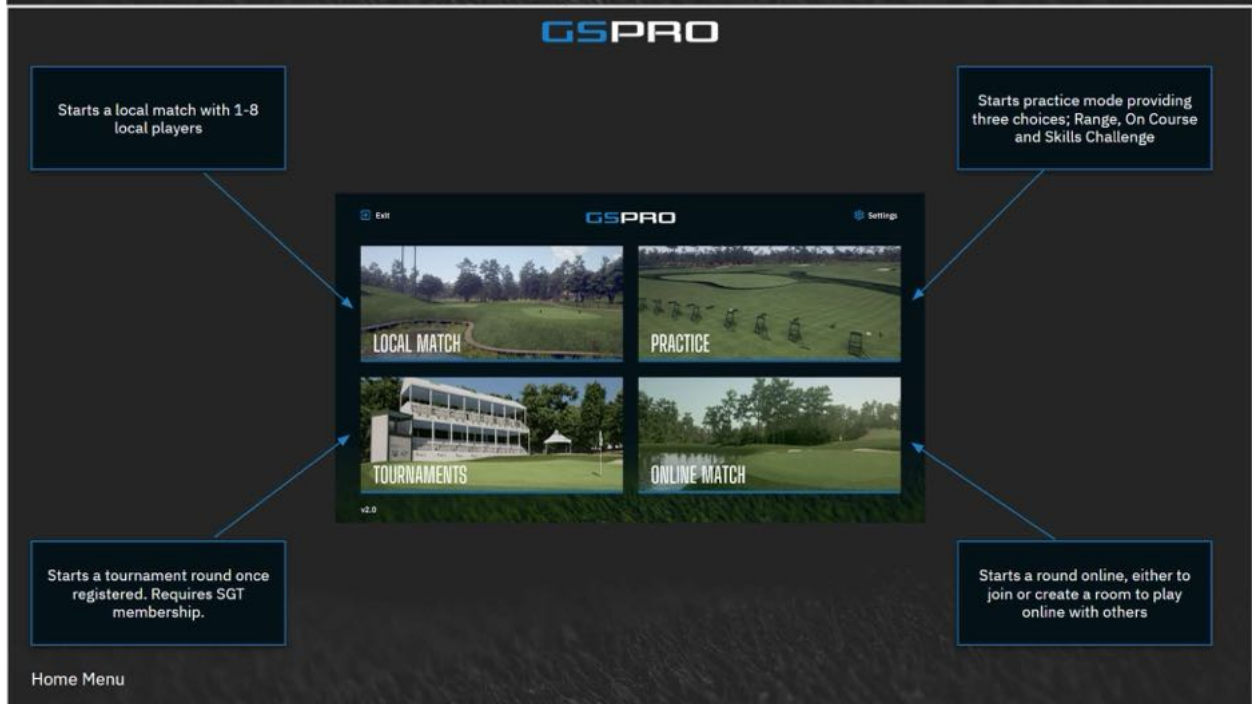 GSPRO
Starts a local match with 1-8
local players
Starts practice mode providing
three choices; Range, On Course
and Skills Challenge
Exit
GSPRO
Settings
LOCAL MATCH
PRACTICE
TOURNAMENTS
ONLINE MATCH
v2.0
Starts a tournament round once
registered. Requires SGT
membership.
Starts a round online, either to
join or create a room to play
online with others
Home Menu